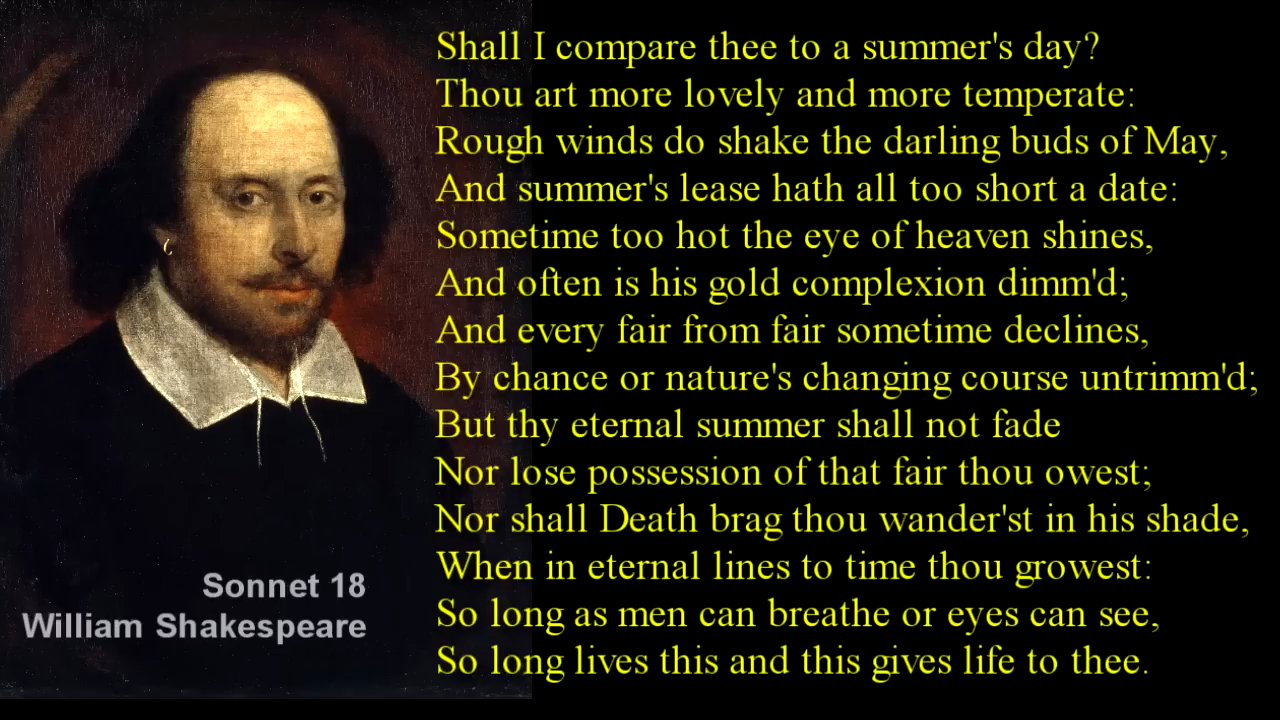 Shall I compare thee to a summer's day?
Thou art more lovely and more temperate:
Rough winds do shake the darling buds of May,
And summer's lease hath all too short a date:
Sometime too hot the eye of heaven shines,
And often is his gold complexion dimm'd;
And every fair from fair sometime declines,
By chance or nature's changing course untrimm'd;
But thy eternal summer shall not fade
Nor lose possession of that fair thou owest;
Nor shall Death brag thou wander'st in his shade,
When in eternal lines to time thou growest:
So long as men can breathe or eyes can see,
So long lives this and this gives life to thee.
Sonnet 18
William Shakespeare